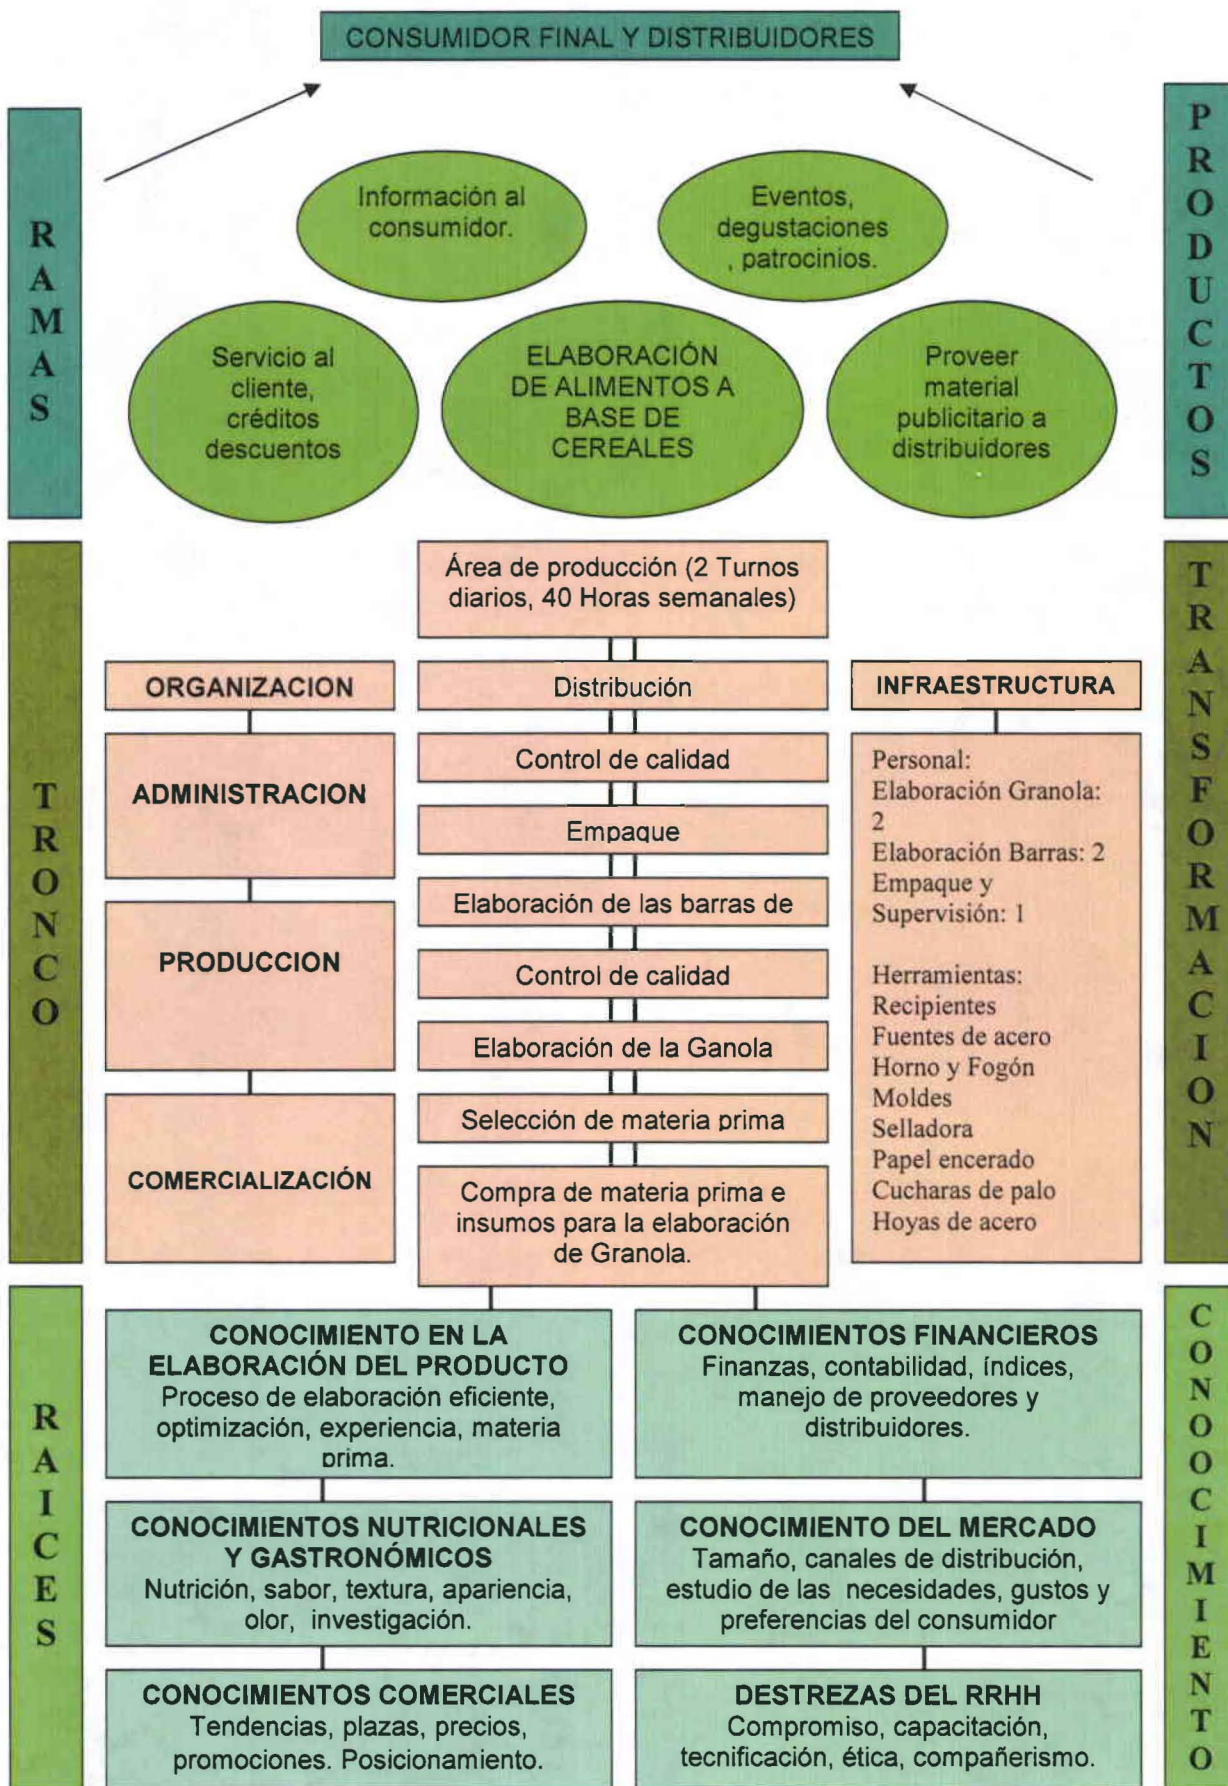 CONSUMIDOR FINAL Y DISTRIBUIDORES
RAMAS
PRODUCTOS
Información al
consumidor.
Eventos,
degustaciones
, patrocinios.
Servicio al
cliente,
créditos
descuentos
ELABORACIÓN
DE ALIMENTOS A
BASE DE
CEREALES
Proveer
material
publicitario a
distribuidores
TRONCO
TRANSFORMACION
Área de producción (2 Turnos
diarios, 40 Horas semanales)
Distribución
Control de calidad
Empaque
Elaboración de las barras de
Control de calidad
Elaboración de la Ganola
Selección de materia prima
Compra de materia prima e
insumos para la elaboración
de Granola.
ORGANIZACION
ADMINISTRACION
PRODUCCION
COMERCIALIZACIÓN
INFRAESTRUCTURA
Personal:
Elaboración Granola:
2
Elaboración Barras: 2
Empaque y
Supervisión: 1
Herramientas:
Recipientes
Fuentes de acero
Horno y Fogón
Moldes
Selladora
Papel encerado
Cucharas de palo
Hoyas de acero
RAICES
CONOOCIMIENTO
CONOCIMIENTO EN LA
ELABORACIÓN DEL PRODUCTO
Proceso de elaboración eficiente,
optimización, experiencia, materia
prima.
CONOCIMIENTOS FINANCIEROS
Finanzas, contabilidad, índices,
manejo de proveedores y
distribuidores.
CONOCIMIENTOS NUTRICIONALES
Y GASTRONÓMICOS
Nutrición, sabor, textura, apariencia,
olor, investigación.
CONOCIMIENTO DEL MERCADO
Tamaño, canales de distribución,
estudio de las necesidades, gustos y
preferencias del consumidor
CONOCIMIENTOS COMERCIALES
Tendencias, plazas, precios,
promociones. Posicionamiento.
DESTREZAS DEL RRHH
Compromiso, capacitación,
tecnificación, ética, compañerismo.